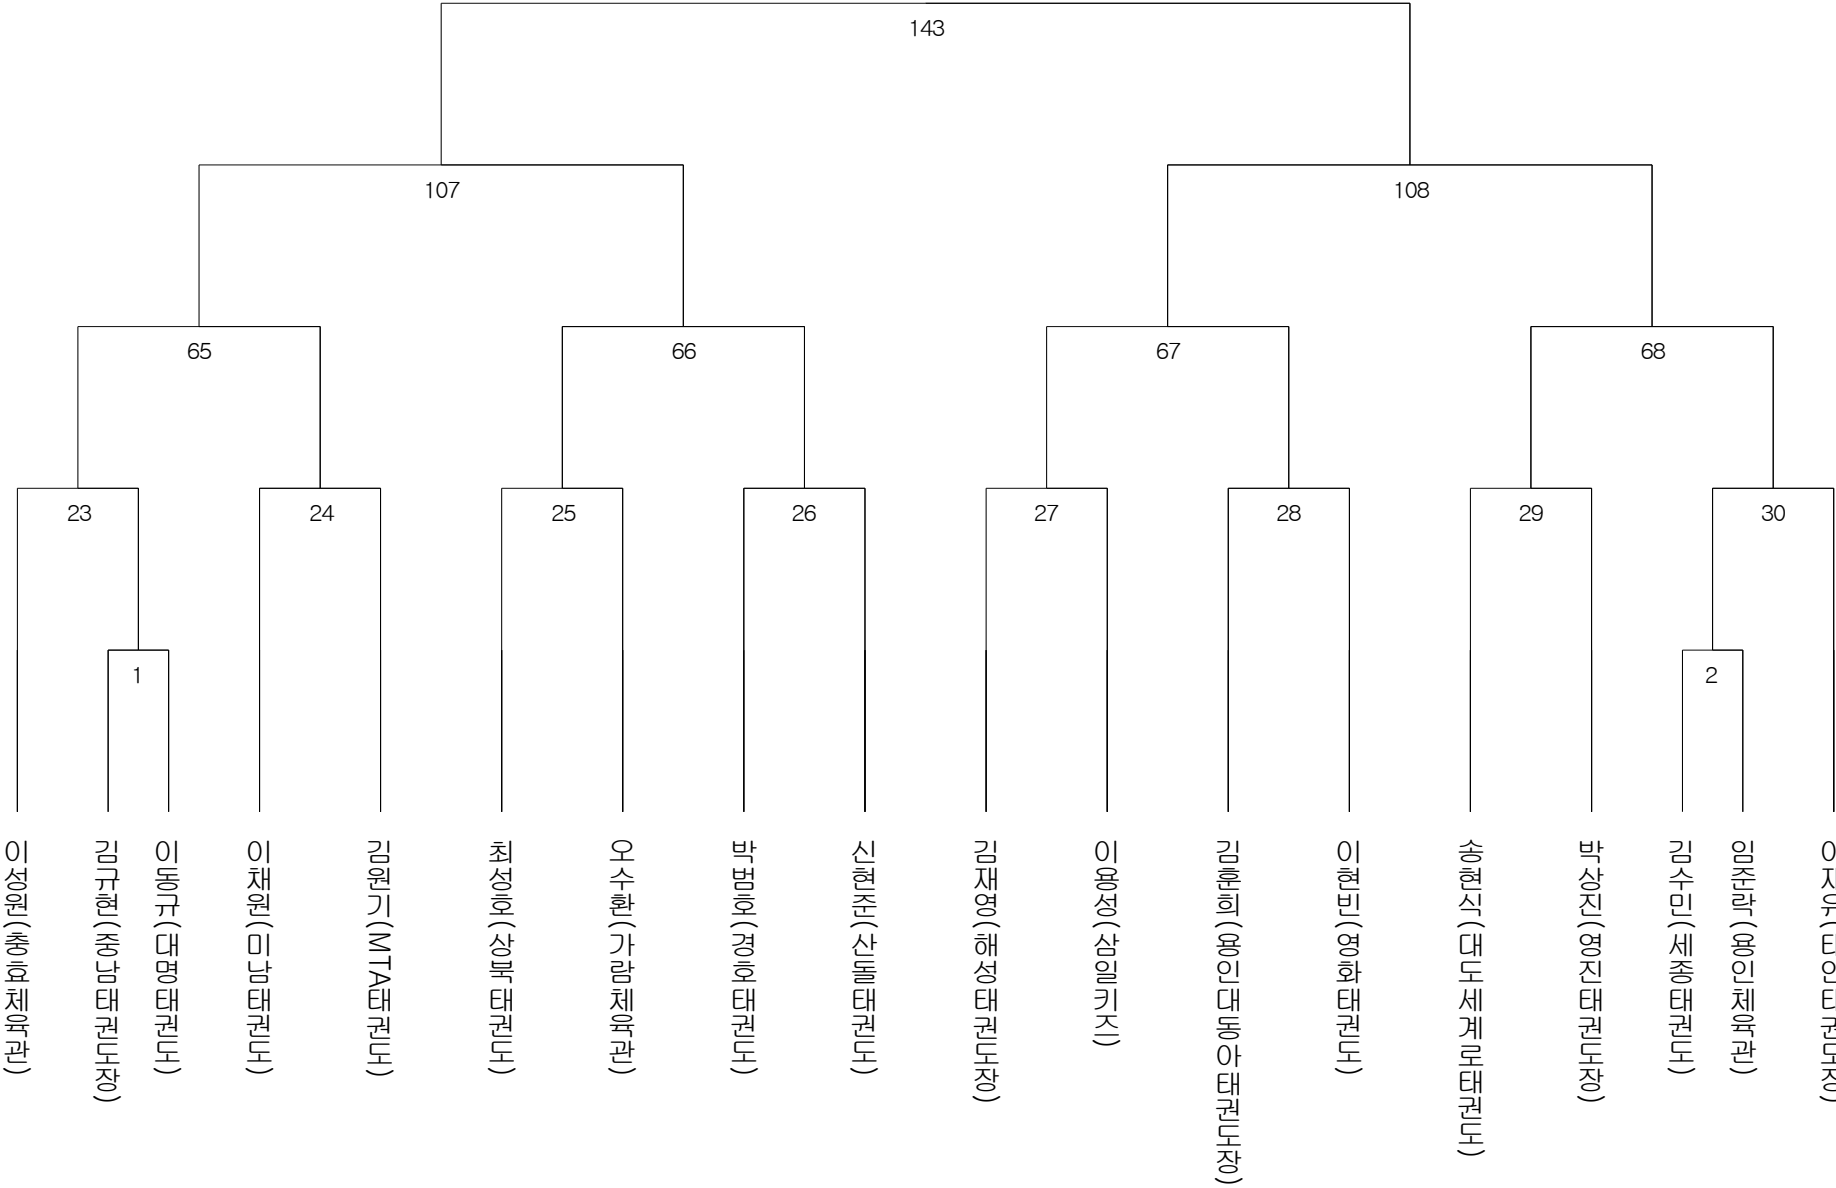 143
107
108
65
66
67
68
23
24
25
26
27
28
29
30
1
2
이성원(충효체육관)
김규현(중남태권도장)
이동규(대명태권도)
이채원(미남태권도)
김원기(MTA태권도)
최성호(상북태권도)
오수환(가람체육관)
박범호(경호태권도)
신현준(산돌태권도)
김재영(해성태권도장)
이용성(삼일키즈)
김훈희(용인대동아태권도장)
이현빈(영화태권도)
송현식(대도세계로태권도)
박상진(영진태권도장)
김수민(세종태권도)
임준락(용인체육관)